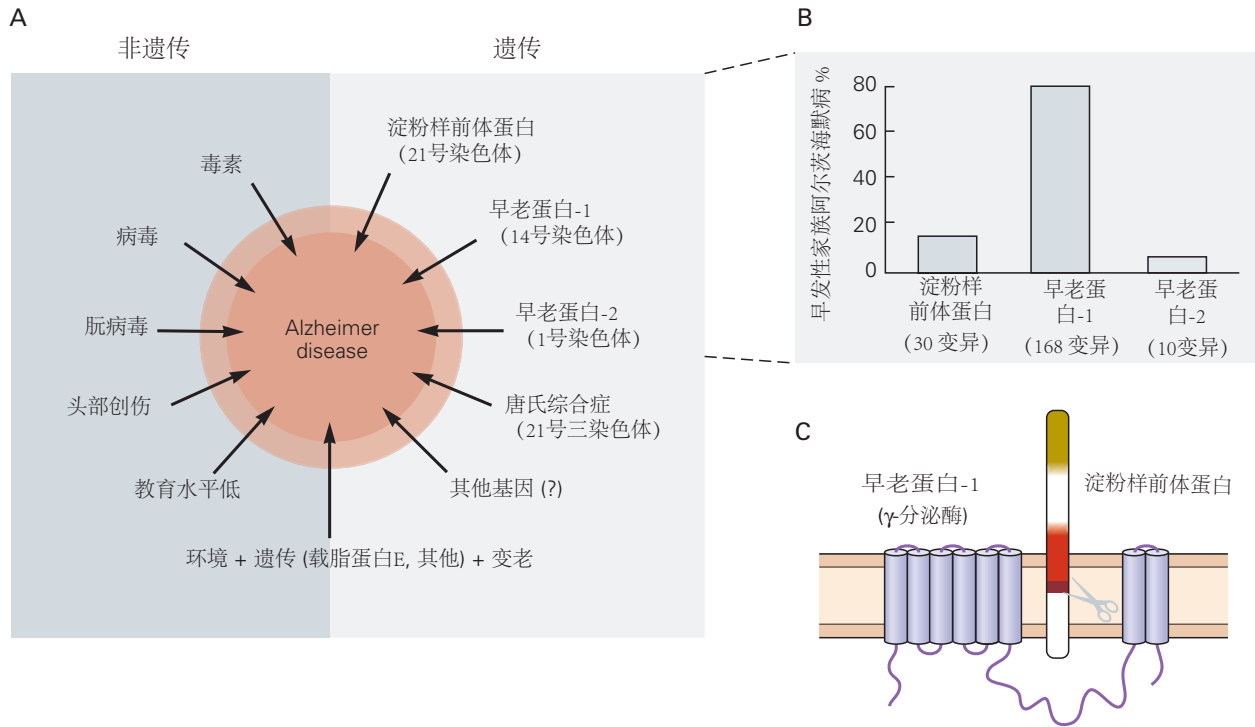 A
非遗传
遗传
毒素
病毒
朊病毒
头部创伤
教育水平低
淀粉样前体蛋白
(21号染色体)
早老蛋白-1
(14号染色体)
早老蛋白-2
(1号染色体)
唐氏综合症
(21号三染色体)
其他基因 (?)
环境 + 遗传 (载脂蛋白E, 其他) + 变老
Alzheimer
disease
B
早发性家族阿尔茨海默病 %
80
60
40
20
0
淀粉样
前体蛋白
(30 变异)
早老蛋
白-1
(168 变异)
早老蛋
白-2
(10变异)
C
早老蛋白-1
(γ-分泌酶)
淀粉样前体蛋白